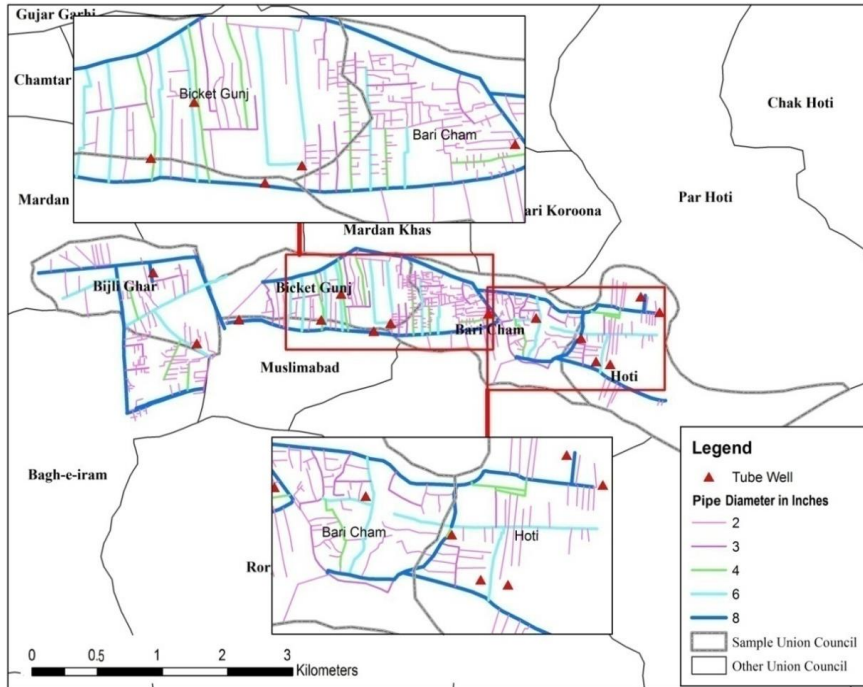 Gujar Garhi
Chamtar
Bicket Gunj
Bari Cham
Chak Hoti
Mardan
Mardan Khas
ari Koroona
Par Hoti
Bijli Ghar
Bicket Gunj
Bari Cham
Muslimabad
Hoti
Bagh-e-iram
Ror
Bari Cham
Hoti
Legend
Tube Well
Pipe Diameter in Inches
2
3
4
6
8
Sample Union Council
Other Union Council
0 0.5 1 2 3
Kilometers